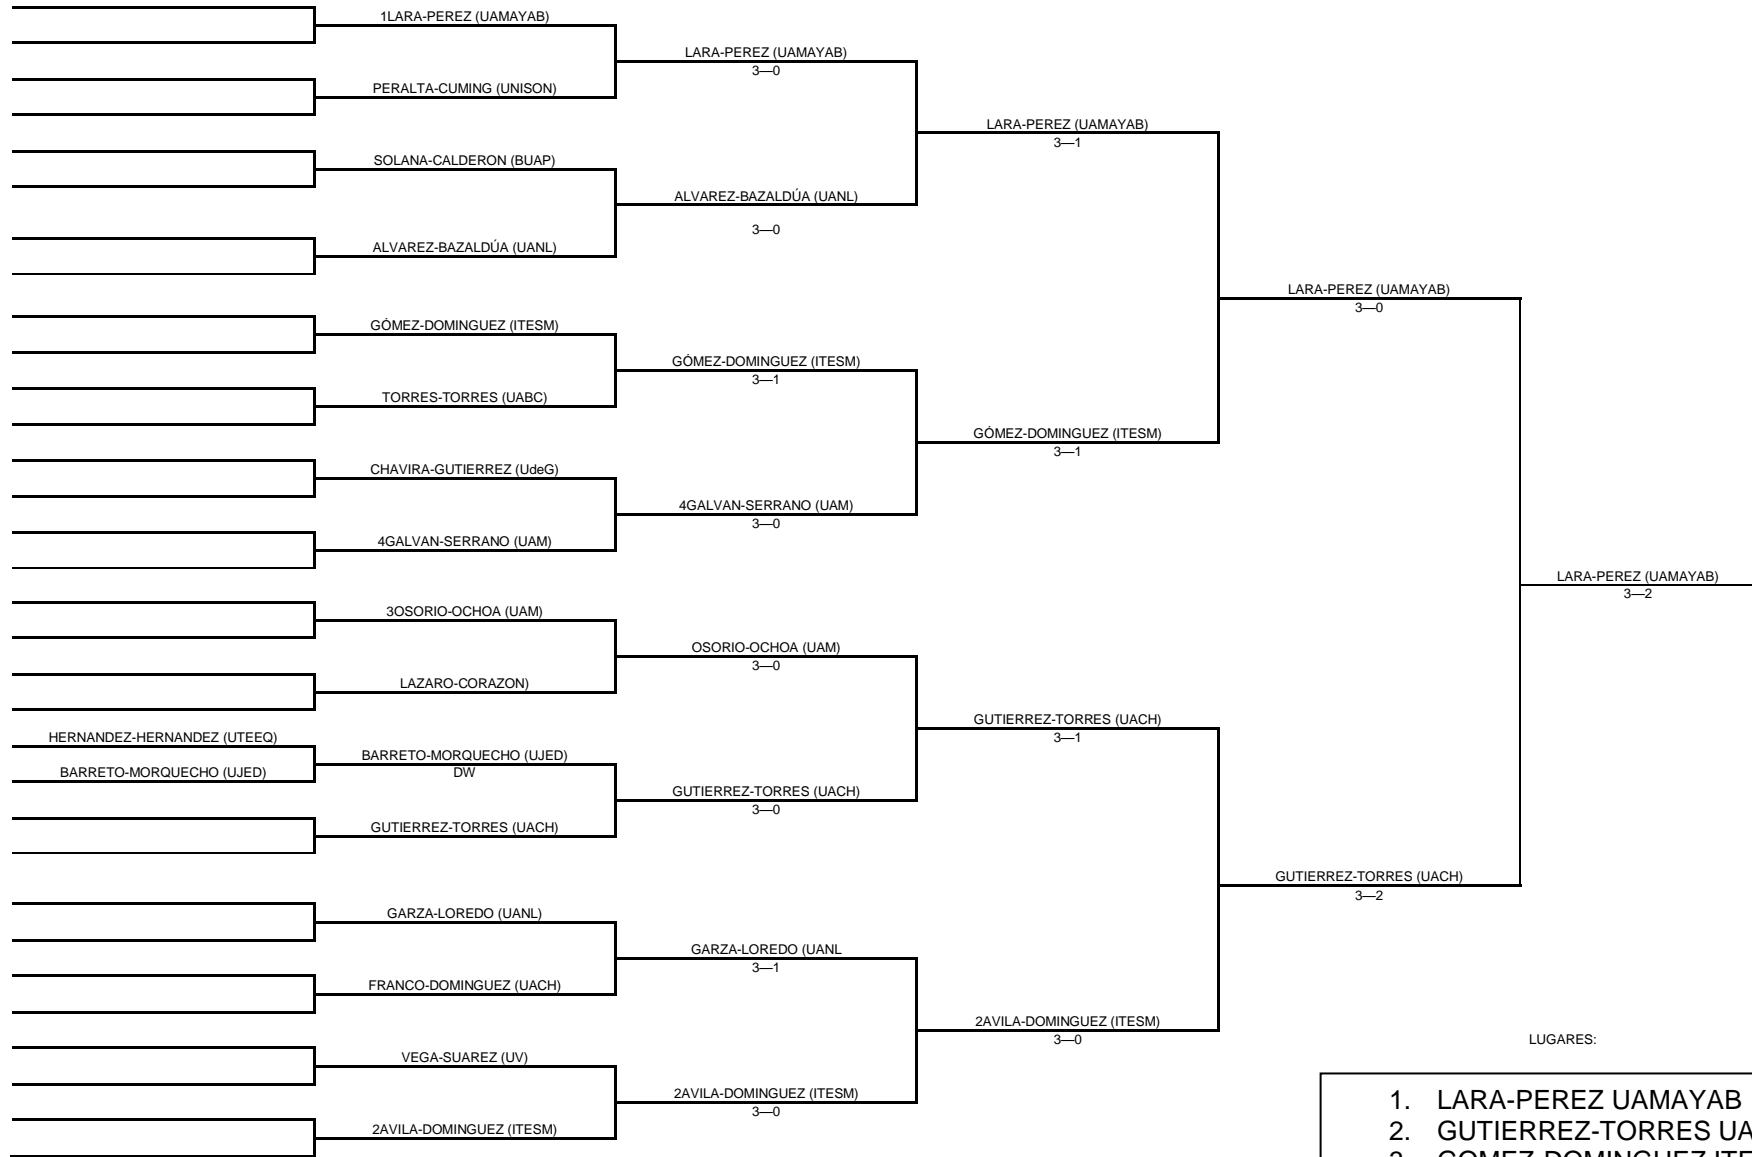 1LARA-PEREZ (UAMAYAB)
PERALTA-CUMING (UNISON)
SOLANA-CALDERON (BUAP)
ALVAREZ-BAZALDÚA (UANL)
GÓMEZ-DOMINGUEZ (ITESM)
TORRES-TORRES (UABC)
CHAVIRA-GUTIERREZ (UdeG)
4GALVAN-SERRANO (UAM)
3OSORIO-OCHOA (UAM)
LAZARO-CORAZON)
HERNANDEZ-HERNANDEZ (UTEEQ)
BARRETO-MORQUECHO (UJED)
BARRETO-MORQUECHO (UJED)
DW
GUTIERREZ-TORRES (UACH)
GARZA-LOREDO (UANL)
FRANCO-DOMINGUEZ (UACH)
VEGA-SUAREZ (UV)
2AVILA-DOMINGUEZ (ITESM)
LARA-PEREZ (UAMAYAB)
3—0
ALVAREZ-BAZALDÚA (UANL)
3—0
GÓMEZ-DOMINGUEZ (ITESM)
3—1
4GALVAN-SERRANO (UAM)
3—0
OSORIO-OCHOA (UAM)
3—0
GUTIERREZ-TORRES (UACH)
3—0
GARZA-LOREDO (UANL
3—1
2AVILA-DOMINGUEZ (ITESM)
3—0
LARA-PEREZ (UAMAYAB)
3—1
GÓMEZ-DOMINGUEZ (ITESM)
3—1
GUTIERREZ-TORRES (UACH)
3—1
2AVILA-DOMINGUEZ (ITESM)
3—0
LARA-PEREZ (UAMAYAB)
3—0
GUTIERREZ-TORRES (UACH)
3—2
LARA-PEREZ (UAMAYAB)
3—2
LUGARES:
1. LARA-PEREZ UAMAYAB
2. GUTIERREZ-TORRES UA